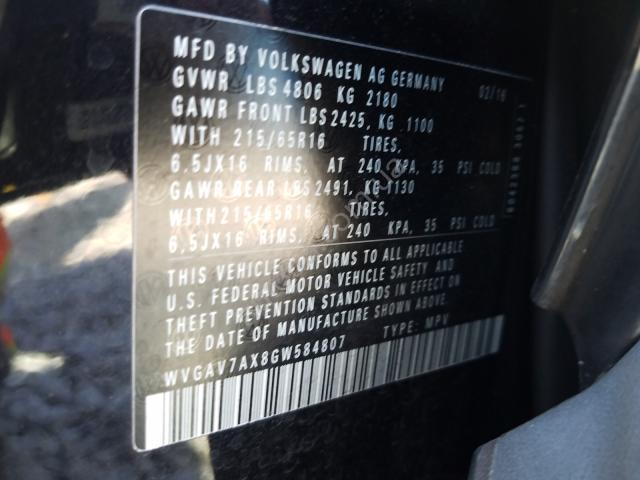 MFD BY VOLKSWAGEN AG GERMANY 02/16
GVWR LBS 4806 KG 2180
GAWR FRONT LBS 2425, KG 1100
WITH 215/65R16 TIRES,
6.5JX16 RIMS, AT 240 KPA, 35 PSI COLD
GAWR REAR LBS 2491, KG 1130
WITH 215/65R16 TIRES,
6.5JX16 RIMS, AT 240 KPA, 35 PSI COLD
THIS VEHICLE CONFORMS TO ALL APPLICABLE
U.S. FEDERAL MOTOR VEHICLE SAFETY AND
THEFT PREVENTION STANDARDS IN EFFECT ON
THE DATE OF MANUFACTURE SHOWN ABOVE.
WVGAV7AX8GW584807 TYPE: MPV